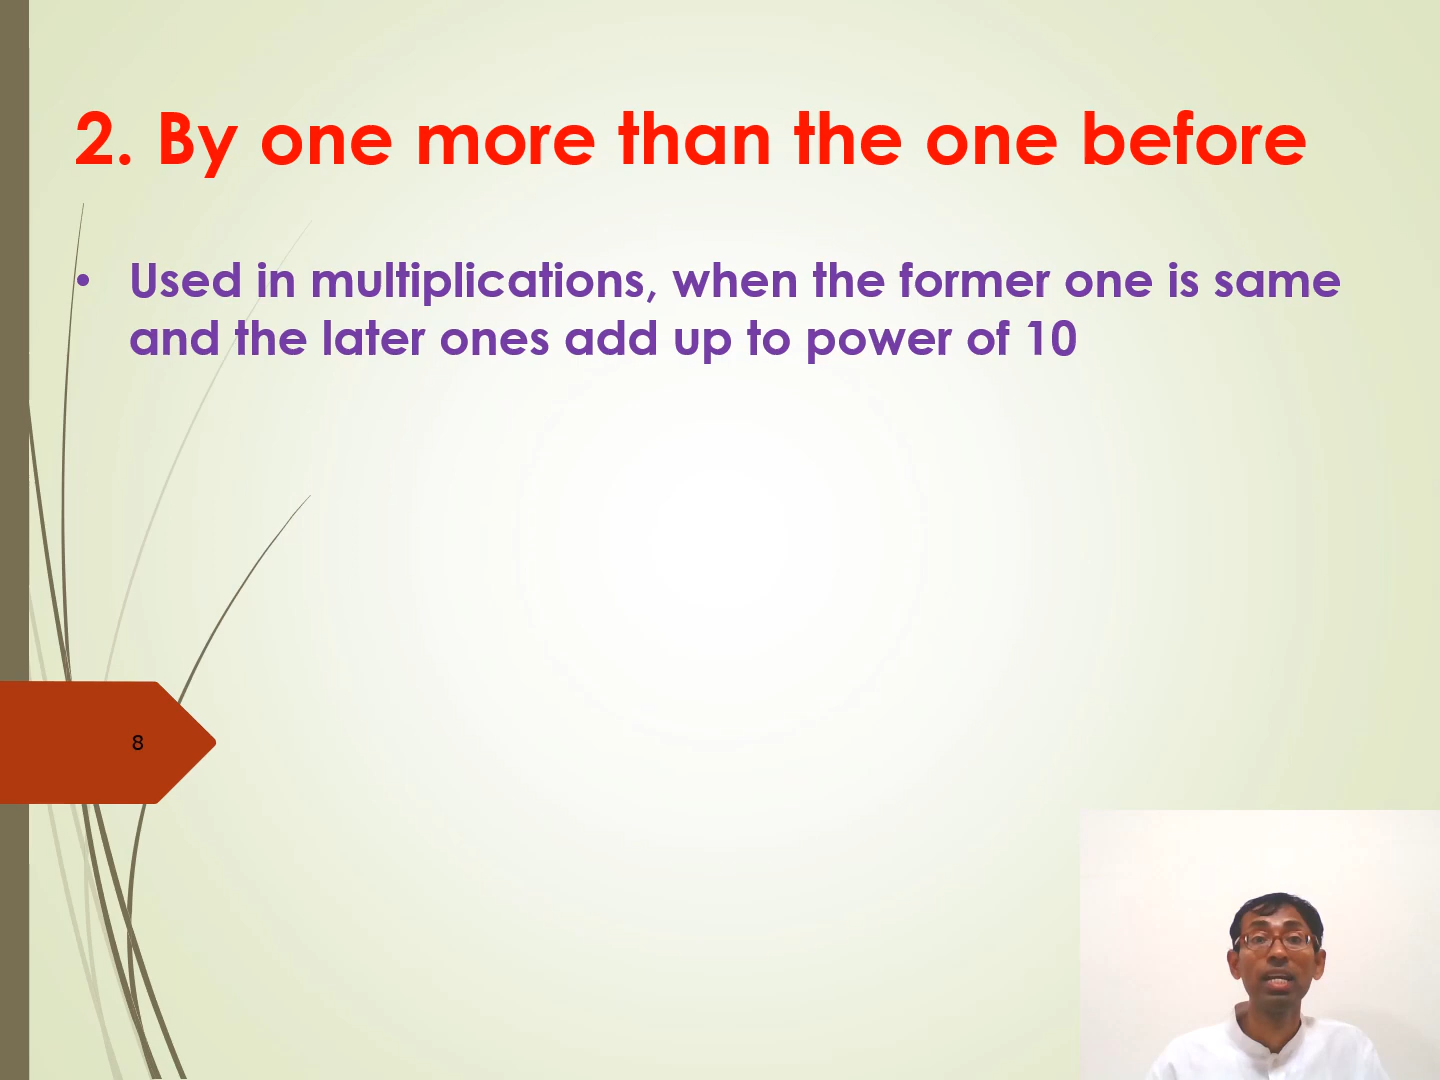 2. By one more than the one before
• Used in multiplications, when the former one is same
and the later ones add up to power of 10
8